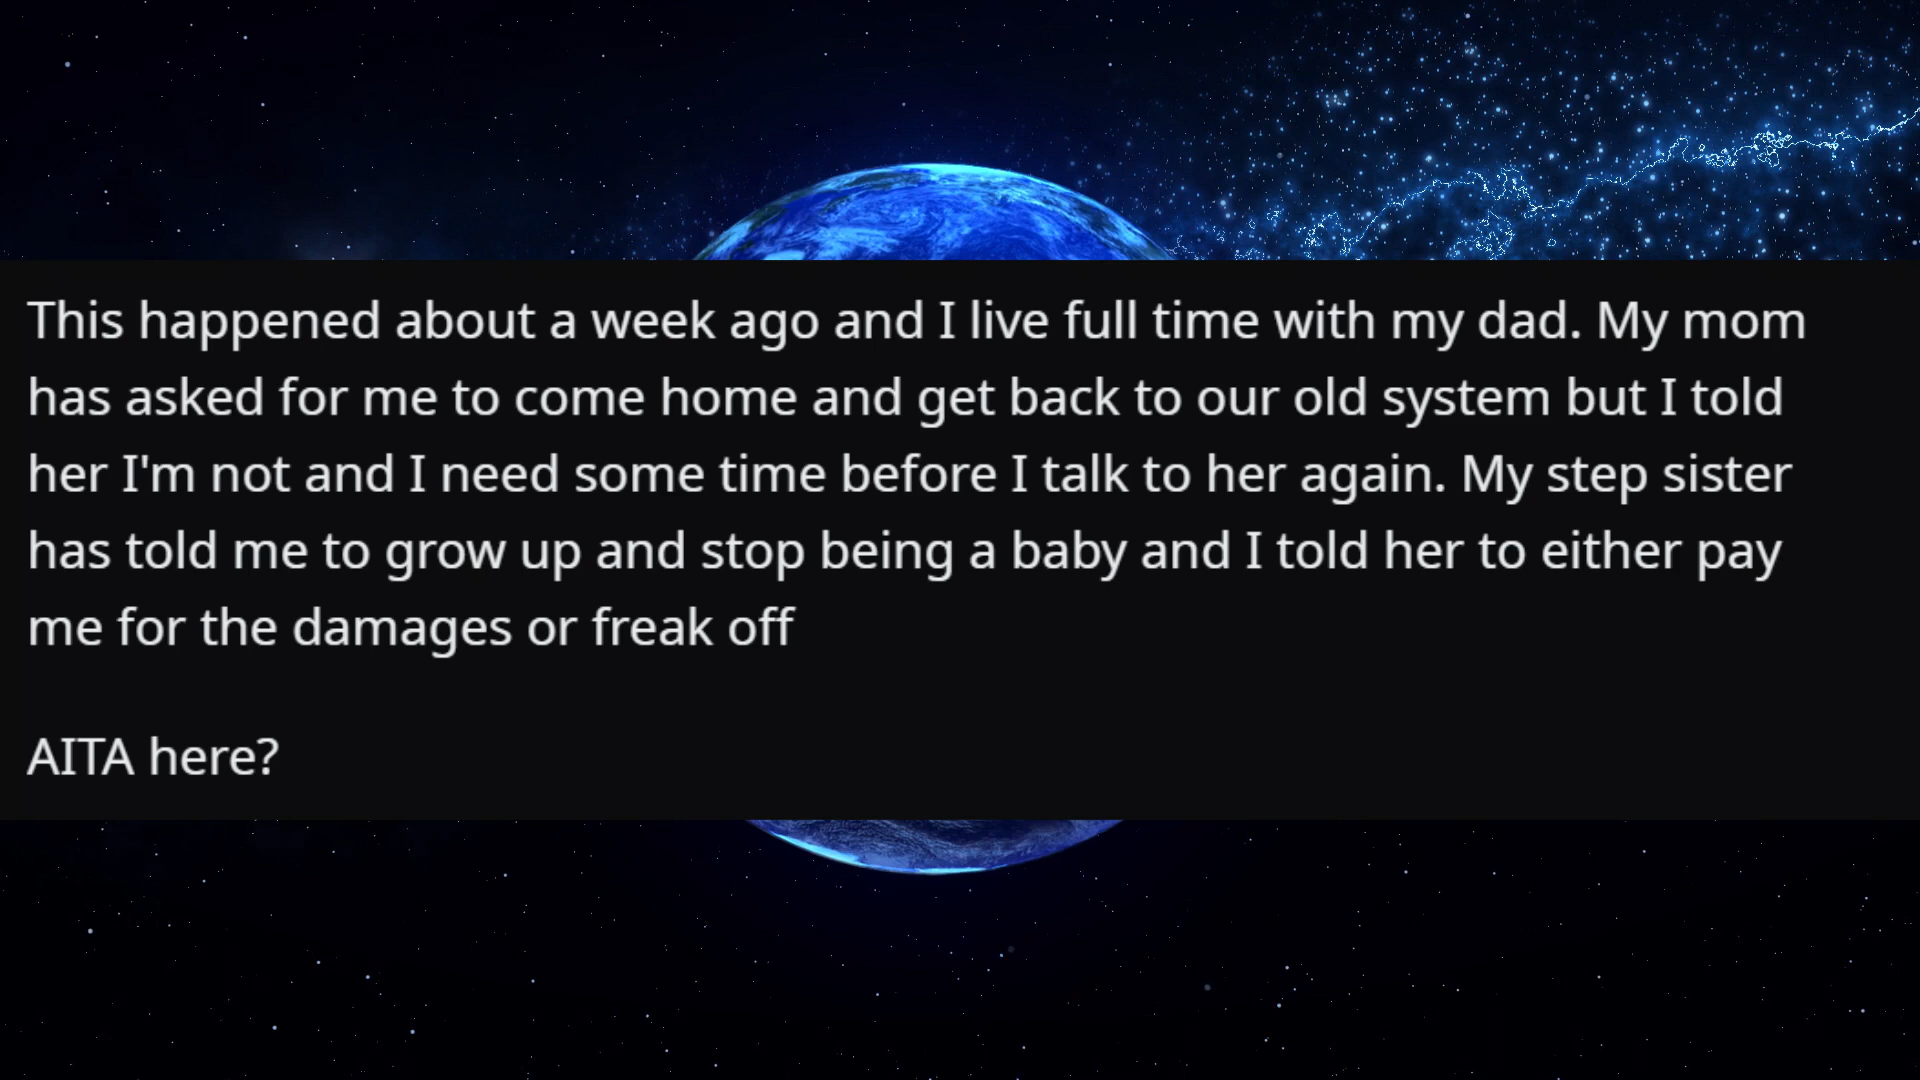 This happened about a week ago and I live full time with my dad. My mom
has asked for me to come home and get back to our old system but I told
her I'm not and I need some time before I talk to her again. My step sister
has told me to grow up and stop being a baby and I told her to either pay
me for the damages or freak off
AITA here?